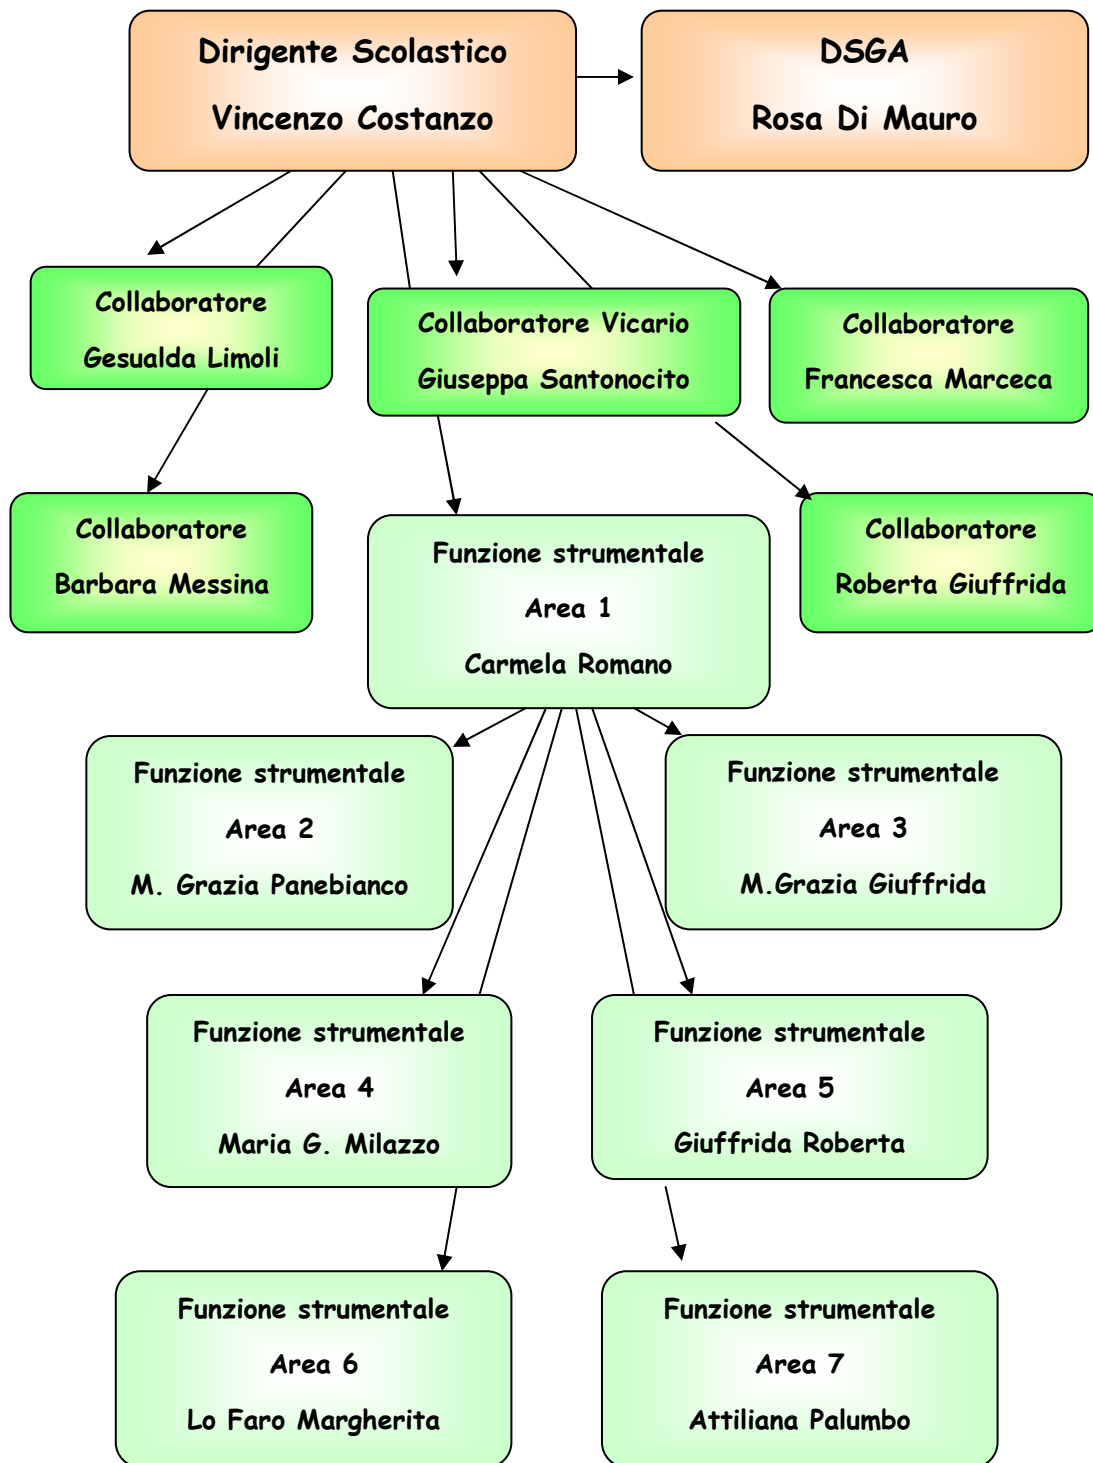 Dirigente Scolastico
Vincenzo Costanzo
DSGA
Rosa Di Mauro
Collaboratore
Gesualda Limoli
Collaboratore Vicario
Giuseppa Santonocito
Collaboratore
Francesca Marceca
Collaboratore
Barbara Messina
Collaboratore
Roberta Giuffrida
Funzione strumentale
Area 1
Carmela Romano
Funzione strumentale
Area 2
M. Grazia Panebianco
Funzione strumentale
Area 3
M.Grazia Giuffrida
Funzione strumentale
Area 4
Maria G. Milazzo
Funzione strumentale
Area 5
Giuffrida Roberta
Funzione strumentale
Area 6
Lo Faro Margherita
Funzione strumentale
Area 7
Attiliana Palumbo